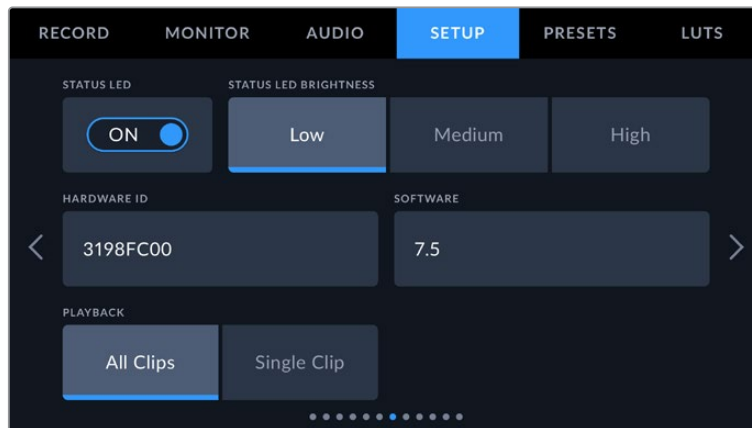 RECORD MONITOR AUDIO SETUP PRESETS LUTS
STATUS LED STATUS LED BRIGHTNESS
ON Low Medium High
HARDWARE ID SOFTWARE
3198FC00 7.5
PLAYBACK
All Clips Single Clip